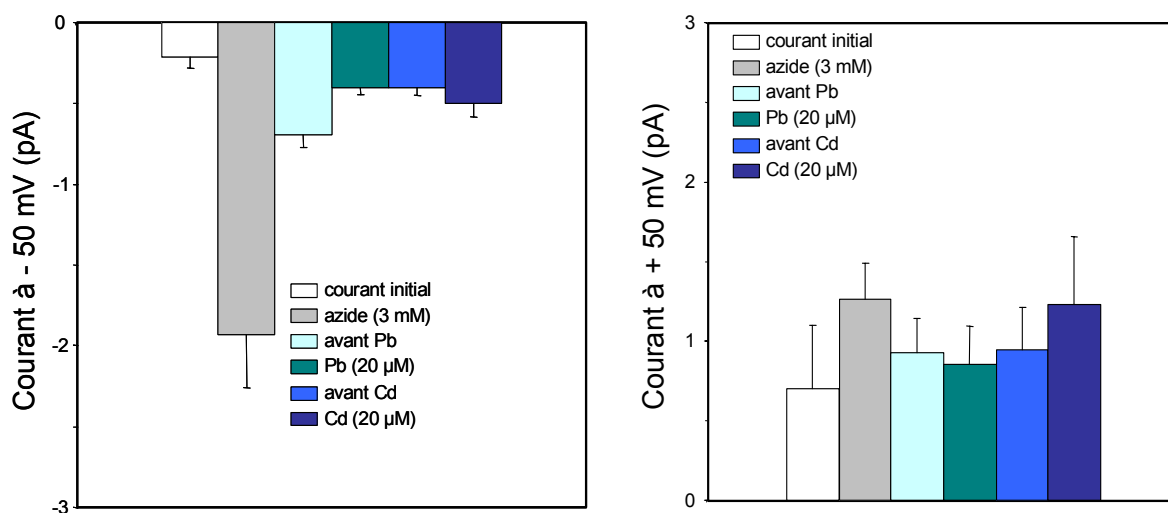 Courant à - 50 mV (pA)
0
-1
-2
-3
courant initial
azide (3 mM)
avant Pb
Pb (20 µM)
avant Cd
Cd (20 µM)
Courant à + 50 mV (pA)
+3
2
1
0
courant initial
azide (3 mM)
avant Pb
Pb (20 µM)
avant Cd
Cd (20 µM)